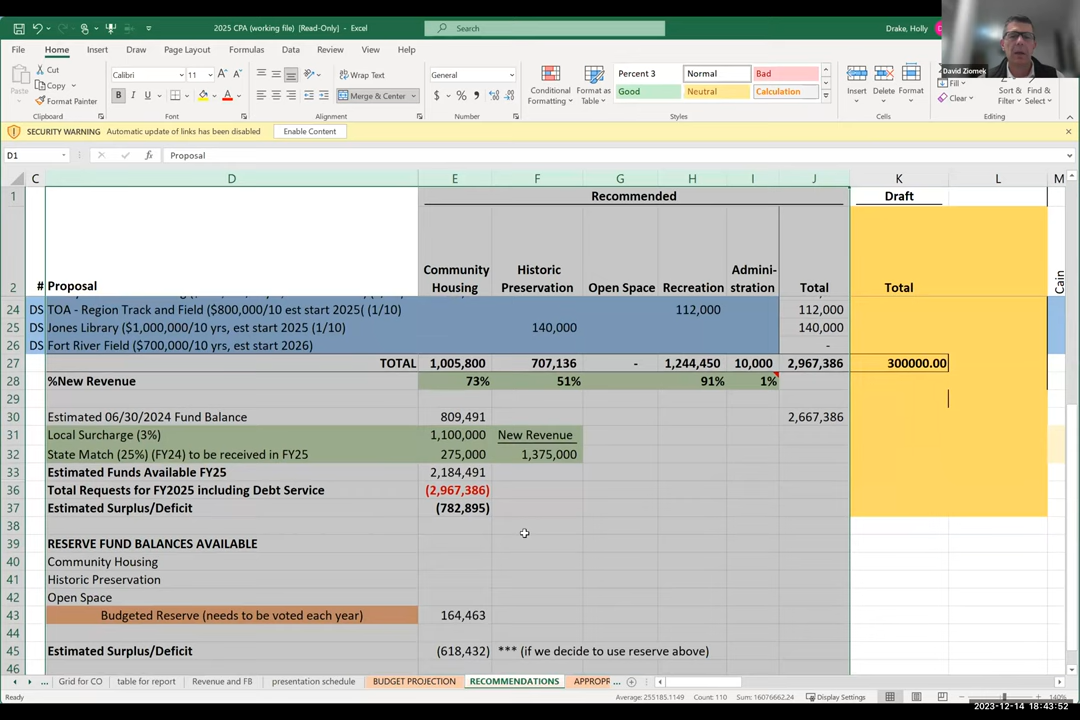 2025 CPA (working file) [Read-Only] - Excel
Search
Drake, Holly
David Ziomek
File Home Insert Draw Page Layout Formulas Data Review View Help
Paste
Cut
Copy
Format Painter
Clipboard
Calibri 11
B I U
Font
Wrap Text
Merge & Center
Alignment
General
$ % 9
Number
Conditional Formatting
Format as Table
Percent 3 Normal Bad
Good Neutral Calculation
Styles
Insert Delete Format
Cells
Fill
Clear
Sort & Filter
Find & Select
Editing
SECURITY WARNING Automatic update of links has been disabled Enable Content
D1 fx Proposal
C D E F G H I J K L M
1 Recommended Draft
2 # Proposal Community Housing Historic Preservation Open Space Recreation Admini-stration Total Total Cain
24 DS TOA - Region Track and Field ($800,000/10 est start 2025( (1/10) 112,000 112,000
25 DS Jones Library ($1,000,000/10 yrs, est start 2025 (1/10) 140,000 140,000
26 DS Fort River Field ($700,000/10 yrs, est start 2026) -
27 TOTAL 1,005,800 707,136 - 1,244,450 10,000 2,967,386 300000.00
28 %New Revenue 73% 51% 91% 1%
29
30 Estimated 06/30/2024 Fund Balance 809,491 2,667,386
31 Local Surcharge (3%) 1,100,000 New Revenue
32 State Match (25%) (FY24) to be received in FY25 275,000 1,375,000
33 Estimated Funds Available FY25 2,184,491
36 Total Requests for FY2025 including Debt Service (2,967,386)
37 Estimated Surplus/Deficit (782,895)
38
39 RESERVE FUND BALANCES AVAILABLE
40 Community Housing
41 Historic Preservation
42 Open Space
43 Budgeted Reserve (needs to be voted each year) 164,463
44
45 Estimated Surplus/Deficit (618,432) *** (if we decide to use reserve above)
46
... Grid for CO table for report Revenue and FB presentation schedule BUDGET PROJECTION RECOMMENDATIONS APPROPR ...
Ready Average: 255185.1149 Count: 110 Sum: 16076662.24 Display Settings 140%
2023-12-14 18:43:52